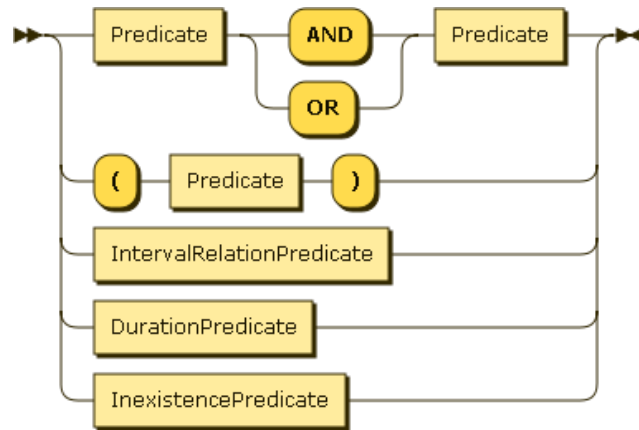 Predicate AND Predicate
OR
( Predicate )
IntervalRelationPredicate
DurationPredicate
InexistencePredicate